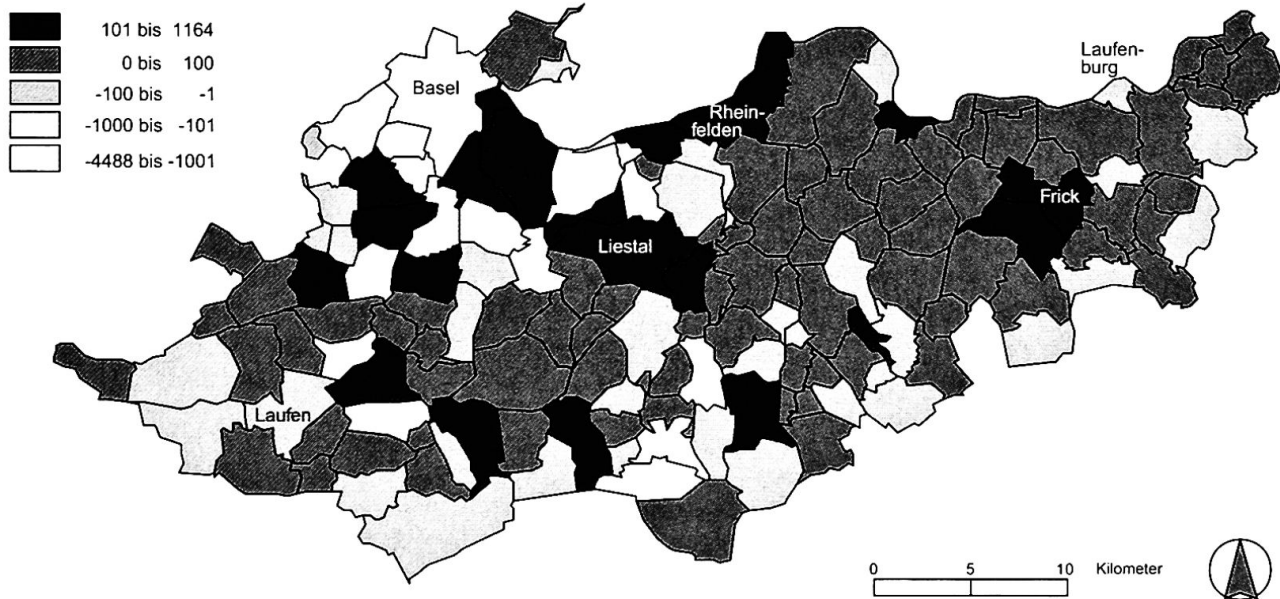 101 bis 1164
0 bis 100
-100 bis -1
-1000 bis -101
-4488 bis -1001
Basel
Laufen-
burg
Rhein-
felden
Frick
Liestal
Laufen
0 5 10 Kilometer